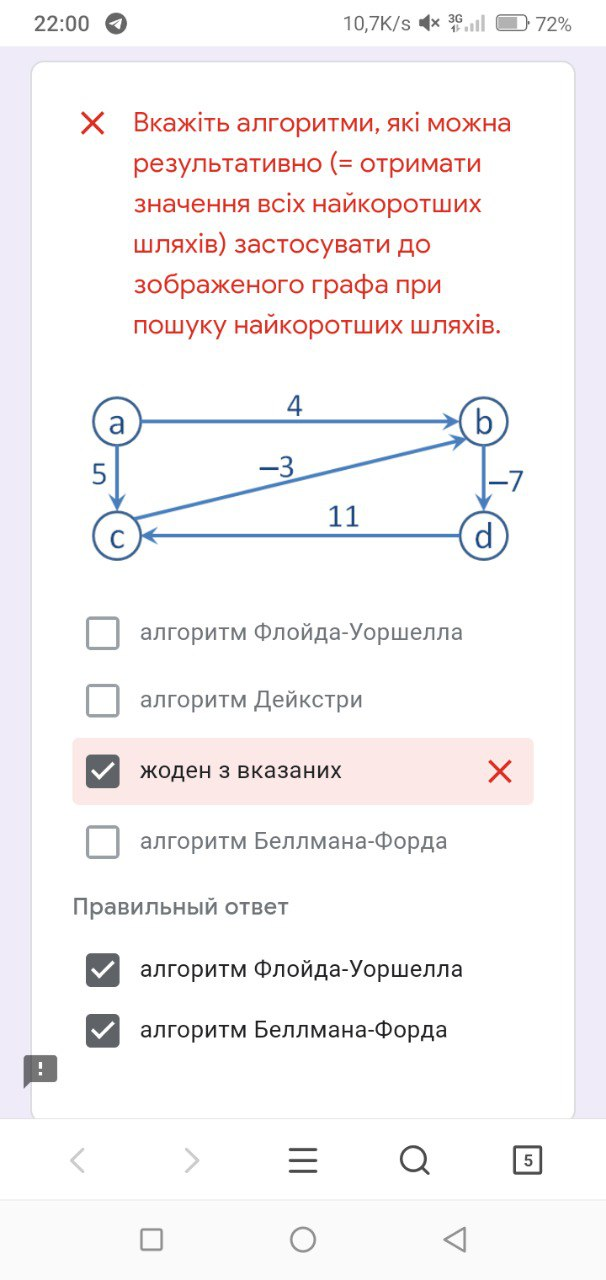 22:00 10,7K/s 3G 72%
Вкажіть алгоритми, які можна
результативно (= отримати
значення всіх найкоротших
шляхів) застосувати до
зображеного графа при
пошуку найкоротших шляхів.
4
a b
5 –3 –7
11
c d
алгоритм Флойда-Уоршелла
алгоритм Дейкстри
жоден з вказаних
алгоритм Беллмана-Форда
Правильный ответ
алгоритм Флойда-Уоршелла
алгоритм Беллмана-Форда
!
5